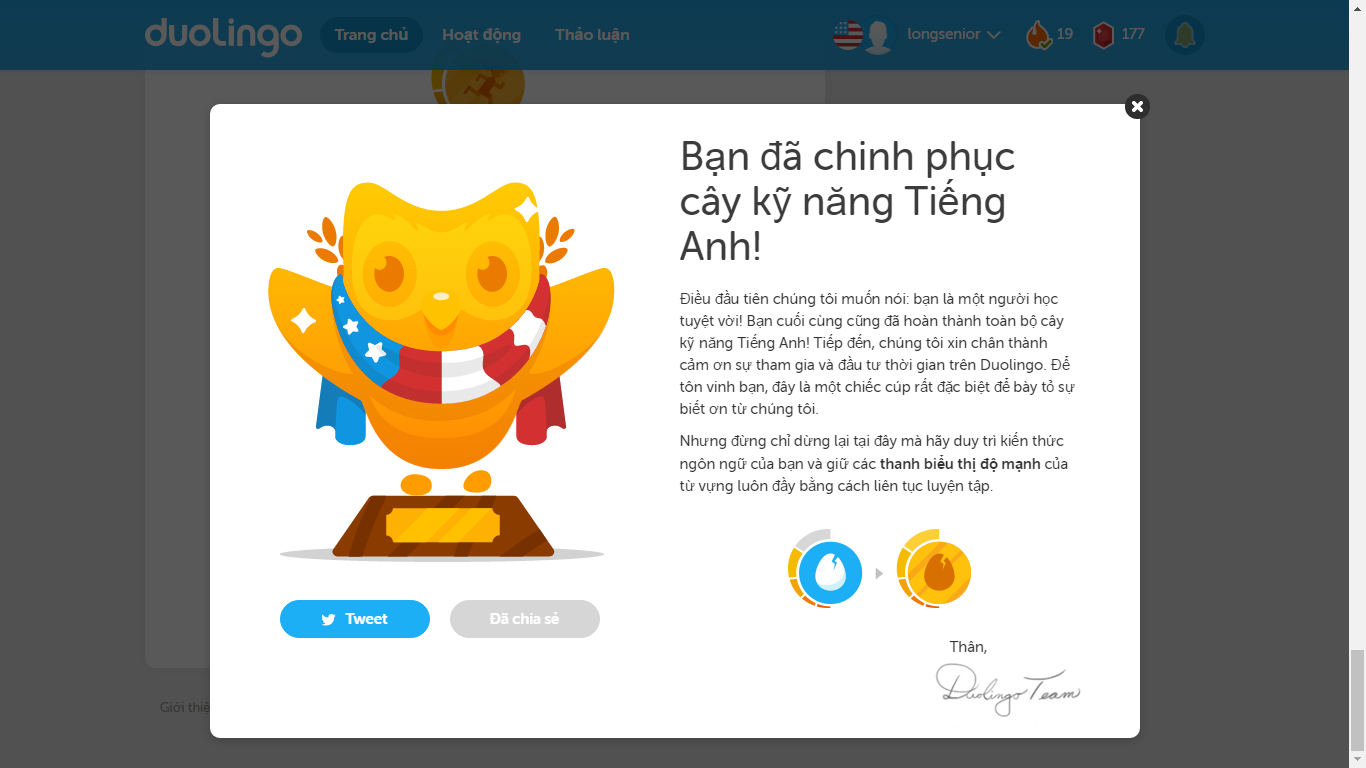 duolingo Trang chủ Hoạt động Thảo luận longsenior 19 177
Bạn đã chinh phục
cây kỹ năng Tiếng
Anh!
Điều đầu tiên chúng tôi muốn nói: bạn là một người học
tuyệt vời! Bạn cuối cùng cũng đã hoàn thành toàn bộ cây
kỹ năng Tiếng Anh! Tiếp đến, chúng tôi xin chân thành
cảm ơn sự tham gia và đầu tư thời gian trên Duolingo. Để
tôn vinh bạn, đây là một chiếc cúp rất đặc biệt để bày tỏ sự
biết ơn từ chúng tôi.
Nhưng đừng chỉ dừng lại tại đây mà hãy duy trì kiến thức
ngôn ngữ của bạn và giữ các thanh biểu thị độ mạnh của
từ vựng luôn đầy bằng cách liên tục luyện tập.
Tweet Đã chia sẻ
Thân,
Duolingo Team
Giới thiệ